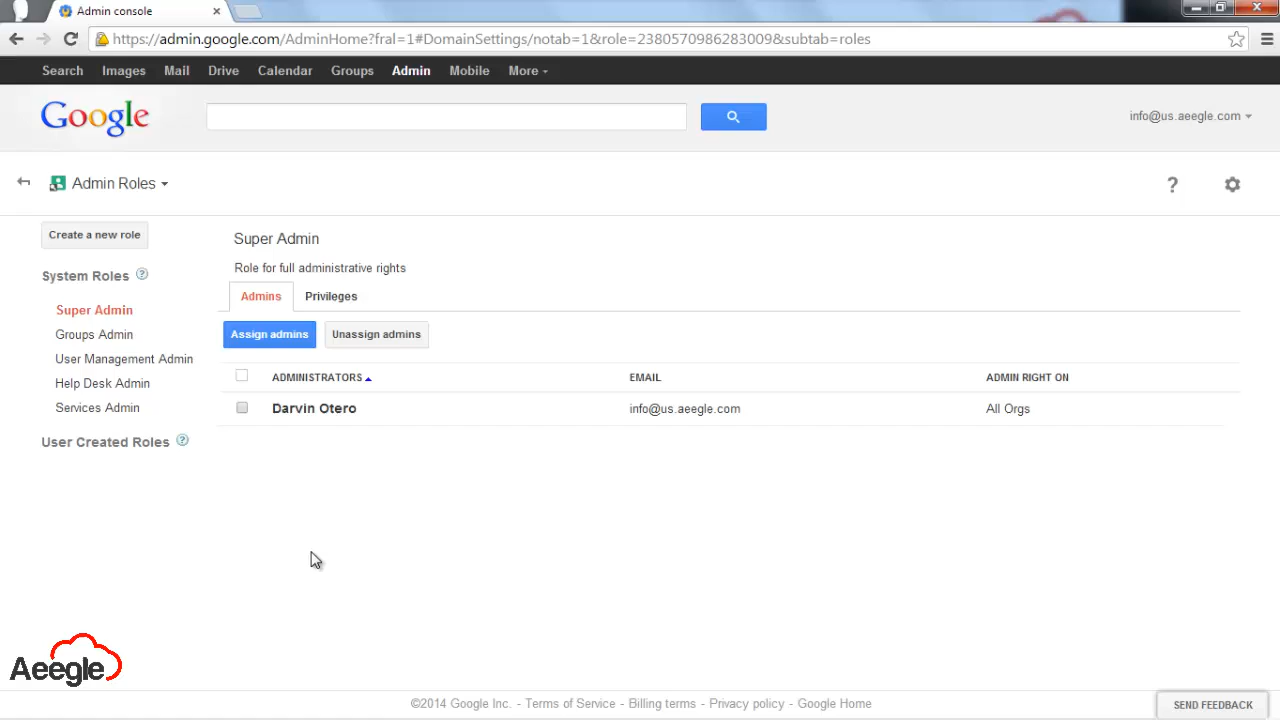 Admin console
https://admin.google.com/AdminHome?fral=1#DomainSettings/notab=1&role=2380570986283009&subtab=roles
Search Images Mail Drive Calendar Groups Admin Mobile More
Google
info@us.aeegle.com
Admin Roles
?
Create a new role
System Roles ?
Super Admin
Groups Admin
User Management Admin
Help Desk Admin
Services Admin
User Created Roles ?
Super Admin
Role for full administrative rights
Admins Privileges
Assign admins Unassign admins
ADMINISTRATORS EMAIL ADMIN RIGHT ON
Darvin Otero info@us.aeegle.com All Orgs
Aeegle
©2014 Google Inc. - Terms of Service - Billing terms - Privacy policy - Google Home
SEND FEEDBACK